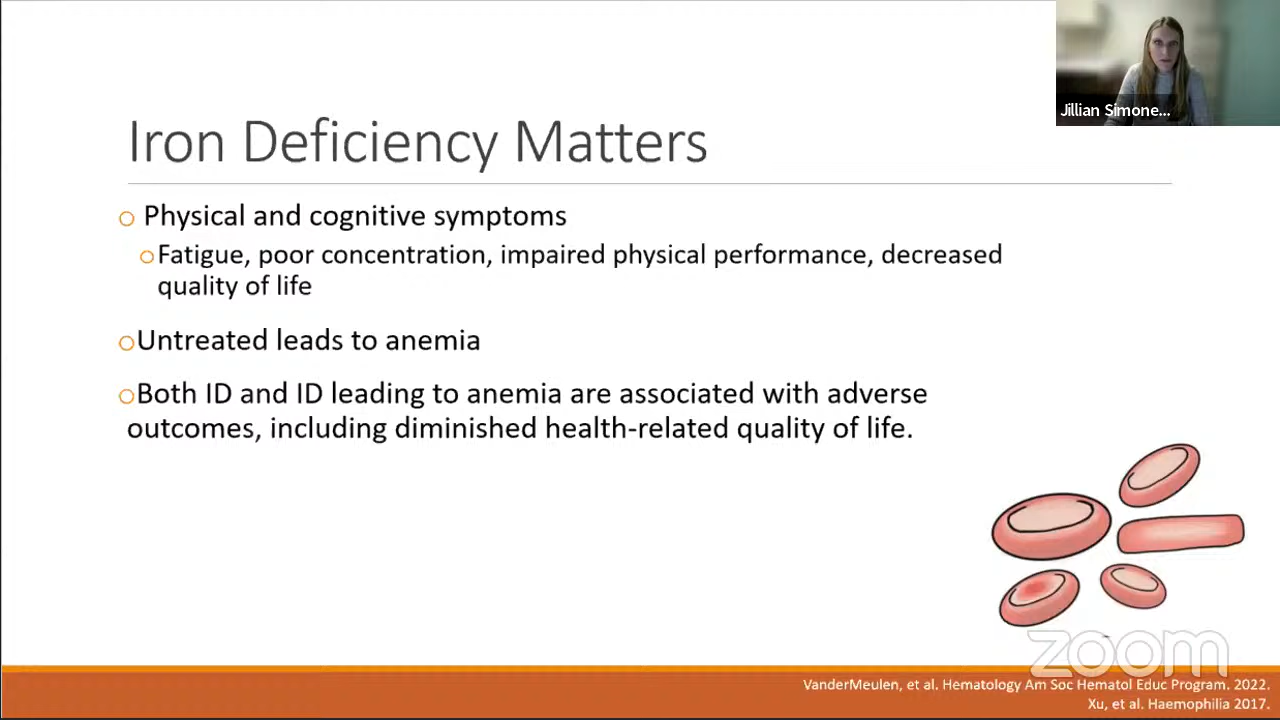 Jillian Simone...
Iron Deficiency Matters
Physical and cognitive symptoms
Fatigue, poor concentration, impaired physical performance, decreased
quality of life
Untreated leads to anemia
Both ID and ID leading to anemia are associated with adverse
outcomes, including diminished health-related quality of life.
zoom
VanderMeulen, et al. Hematology Am Soc Hematol Educ Program. 2022.
Xu, et al. Haemophilia 2017.